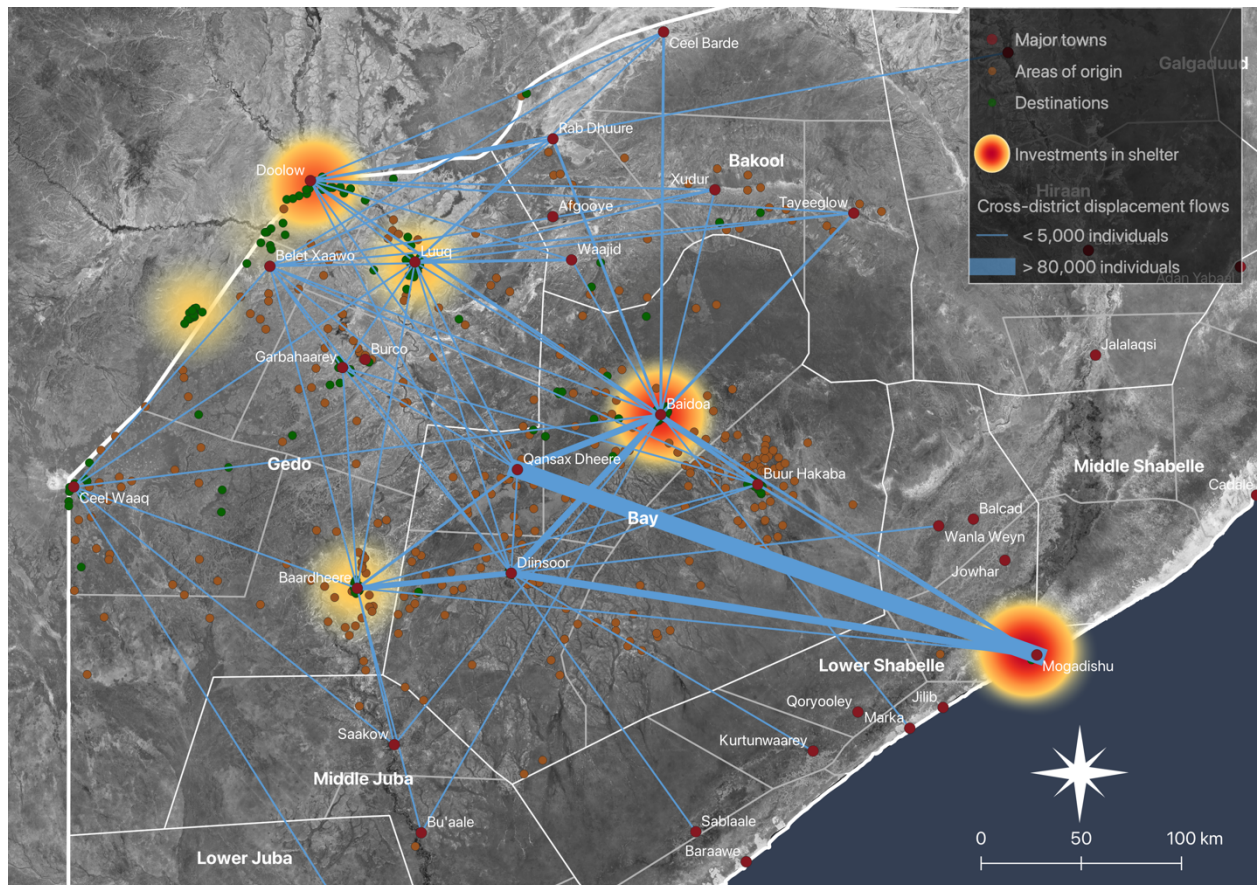 Ceel Barde
Major towns
Areas of origin
Galgaduud
Destinations
Rab Dhuure
Investments in shelter
Bakool
Doolow
Xudur
Hiraan
Cross-district displacement flows
Afgooye
Tayeeglow
< 5,000 individuals
Luuq
Waajid
Belet Xaawo
> 80,000 individuals
Adan Yabaal
Jalalaqsi
Burco
Garbahaarey
Baidoa
Qansax Dheere
Gedo
Buur Hakaba
Middle Shabelle
Ceel Waaq
Cadale
Bay
Balcad
Wanla Weyn
Diinsoor
Jowhar
Baardheere
Lower Shabelle
Mogadishu
Jilib
Qoryooley
Marka
Saakow
Kurtunwaarey
Middle Juba
Bu'aale
Sablaale
0 50 100 km
Baraawe
Lower Juba